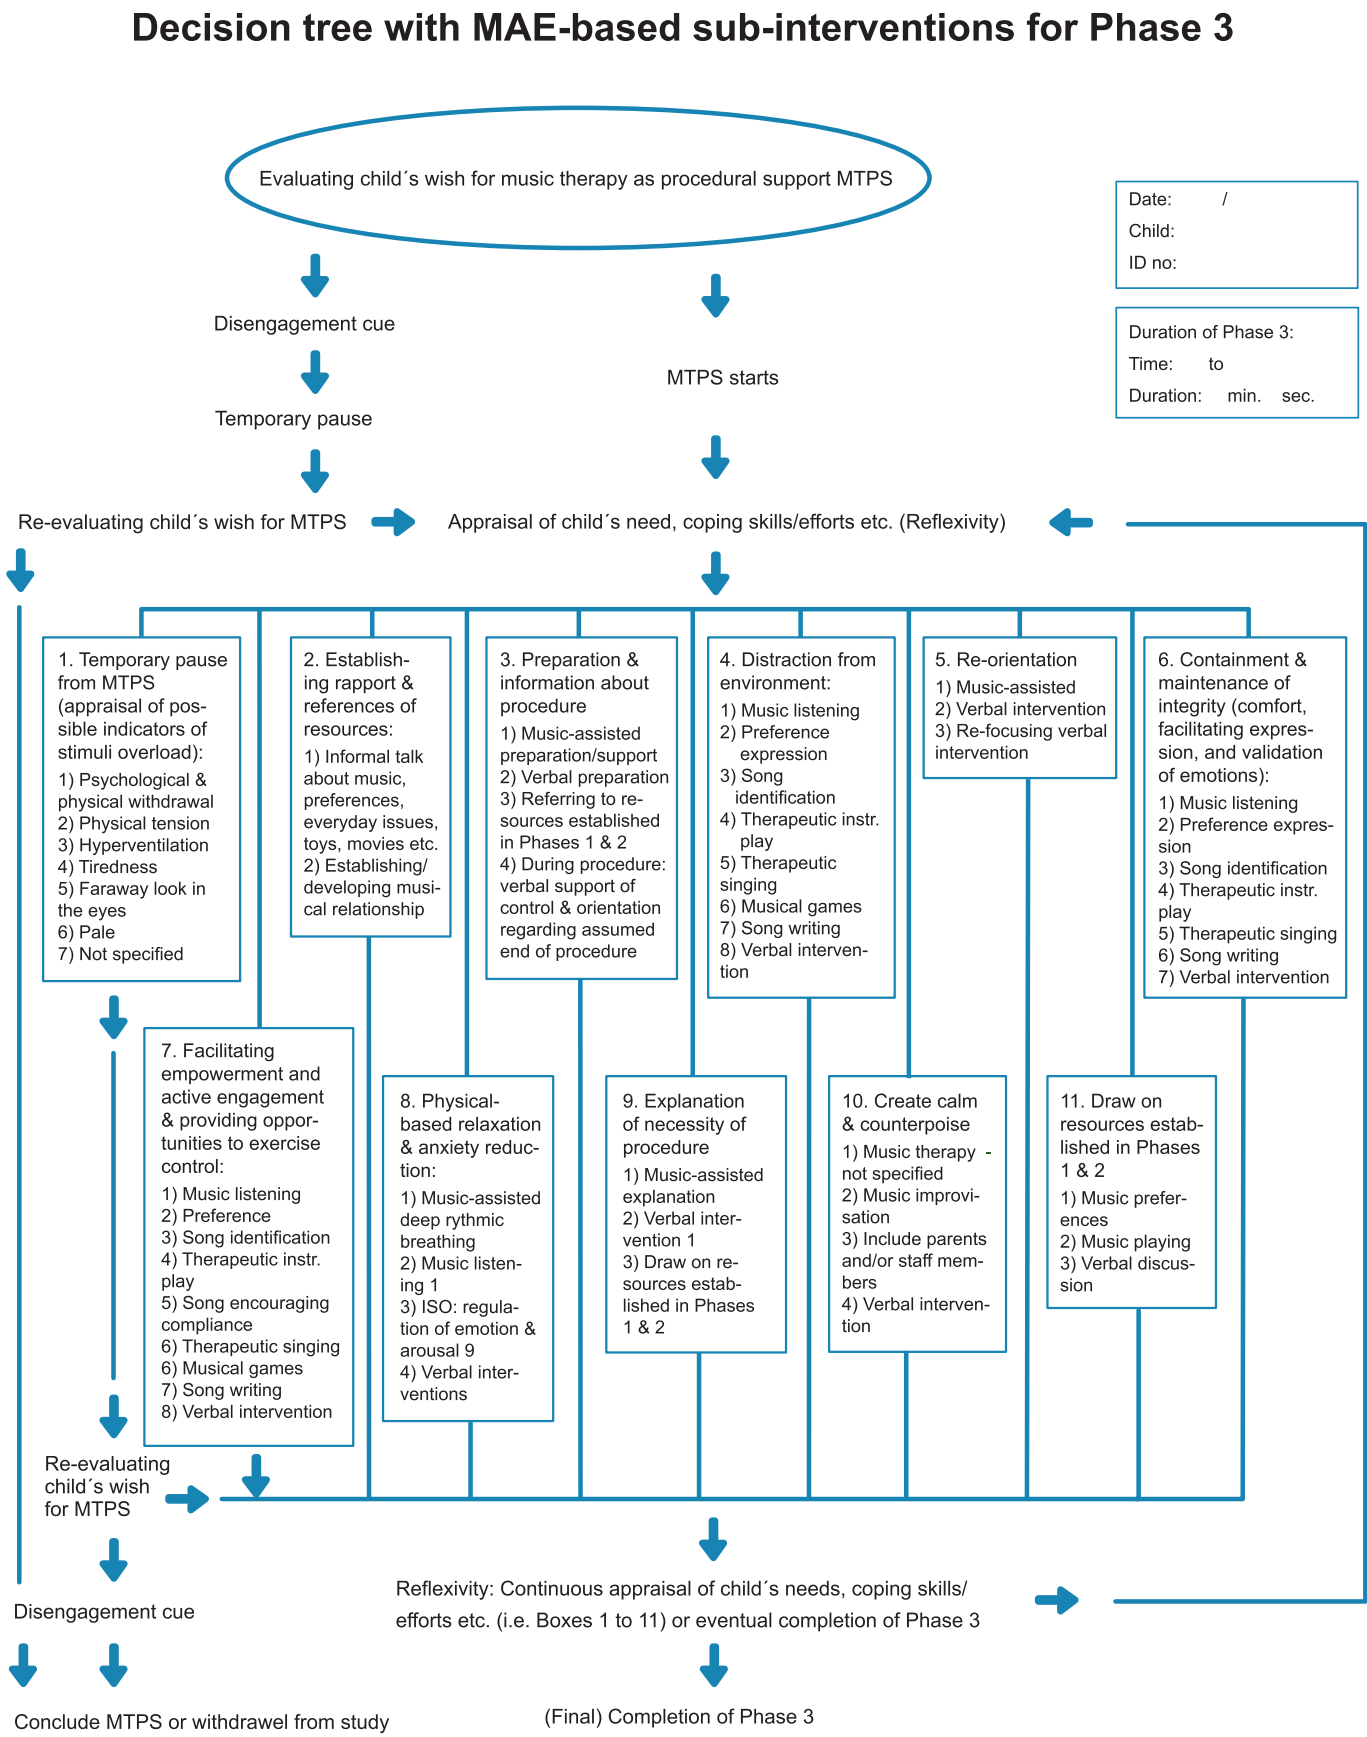 Decision tree with MAE-based sub-interventions for Phase 3
Evaluating child´s wish for music therapy as procedural support MTPS
Date: /
Child:
ID no:
Duration of Phase 3:
Time: to
Duration: min. sec.
Disengagement cue
Temporary pause
MTPS starts
Re-evaluating child´s wish for MTPS
Appraisal of child´s need, coping skills/efforts etc. (Reflexivity)
1. Temporary pause
from MTPS
(appraisal of pos-
sible indicators of
stimuli overload):
1) Psychological &
physical withdrawal
2) Physical tension
3) Hyperventilation
4) Tiredness
5) Faraway look in
the eyes
6) Pale
7) Not specified
2. Establish-
ing rapport &
references of
resources:
1) Informal talk
about music,
preferences,
everyday issues,
toys, movies etc.
2) Establishing/
developing musi-
cal relationship
3. Preparation &
information about
procedure
1) Music-assisted
preparation/support
2) Verbal preparation
3) Referring to re-
sources established
in Phases 1 & 2
4) During procedure:
verbal support of
control & orientation
regarding assumed
end of procedure
4. Distraction from
environment:
1) Music listening
2) Preference
expression
3) Song
identification
4) Therapeutic instr.
play
5) Therapeutic
singing
6) Musical games
7) Song writing
8) Verbal interven-
tion
5. Re-orientation
1) Music-assisted
2) Verbal intervention
3) Re-focusing verbal
intervention
6. Containment &
maintenance of
integrity (comfort,
facilitating expres-
sion, and validation
of emotions):
1) Music listening
2) Preference expres-
sion
3) Song identification
4) Therapeutic instr.
play
5) Therapeutic singing
6) Song writing
7) Verbal intervention
7. Facilitating
empowerment and
active engagement
& providing oppor-
tunities to exercise
control:
1) Music listening
2) Preference
3) Song identification
4) Therapeutic instr.
play
5) Song encouraging
compliance
6) Therapeutic singing
6) Musical games
7) Song writing
8) Verbal intervention
8. Physical-
based relaxation
& anxiety reduc-
tion:
1) Music-assisted
deep rythmic
breathing
2) Music listen-
ing 1
3) ISO: regula-
tion of emotion &
arousal 9
4) Verbal inter-
ventions
9. Explanation
of necessity of
procedure
1) Music-assisted
explanation
2) Verbal inter-
vention 1
3) Draw on re-
sources estab-
lished in Phases
1 & 2
10. Create calm
& counterpoise
1) Music therapy -
not specified
2) Music improvi-
sation
3) Include parents
and/or staff mem-
bers
4) Verbal interven-
tion
11. Draw on
resources estab-
lished in Phases
1 & 2
1) Music prefer-
ences
2) Music playing
3) Verbal discus-
sion
Re-evaluating
child´s wish
for MTPS
Disengagement cue
Conclude MTPS or withdrawel from study
Reflexivity: Continuous appraisal of child´s needs, coping skills/
efforts etc. (i.e. Boxes 1 to 11) or eventual completion of Phase 3
(Final) Completion of Phase 3